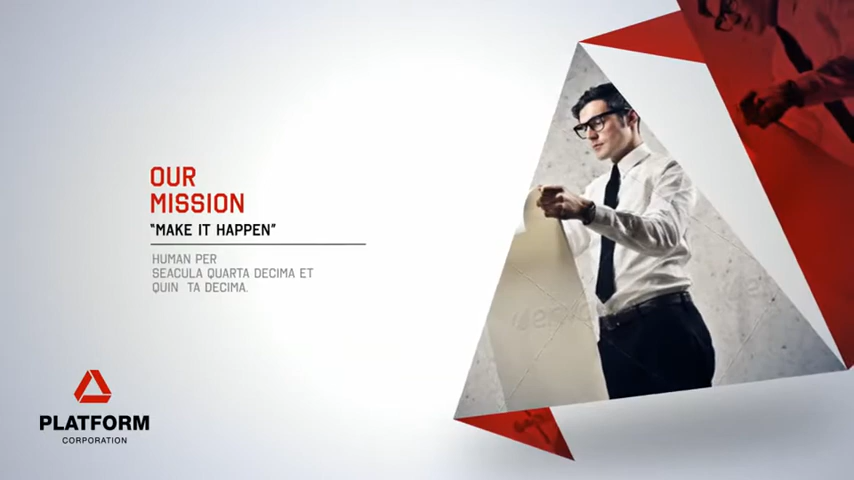 OUR
MISSION
"MAKE IT HAPPEN"
HUMAN PER
SEACULA QUARTA DECIMA ET
QUIN TA DECIMA.
PLATFORM
CORPORATION